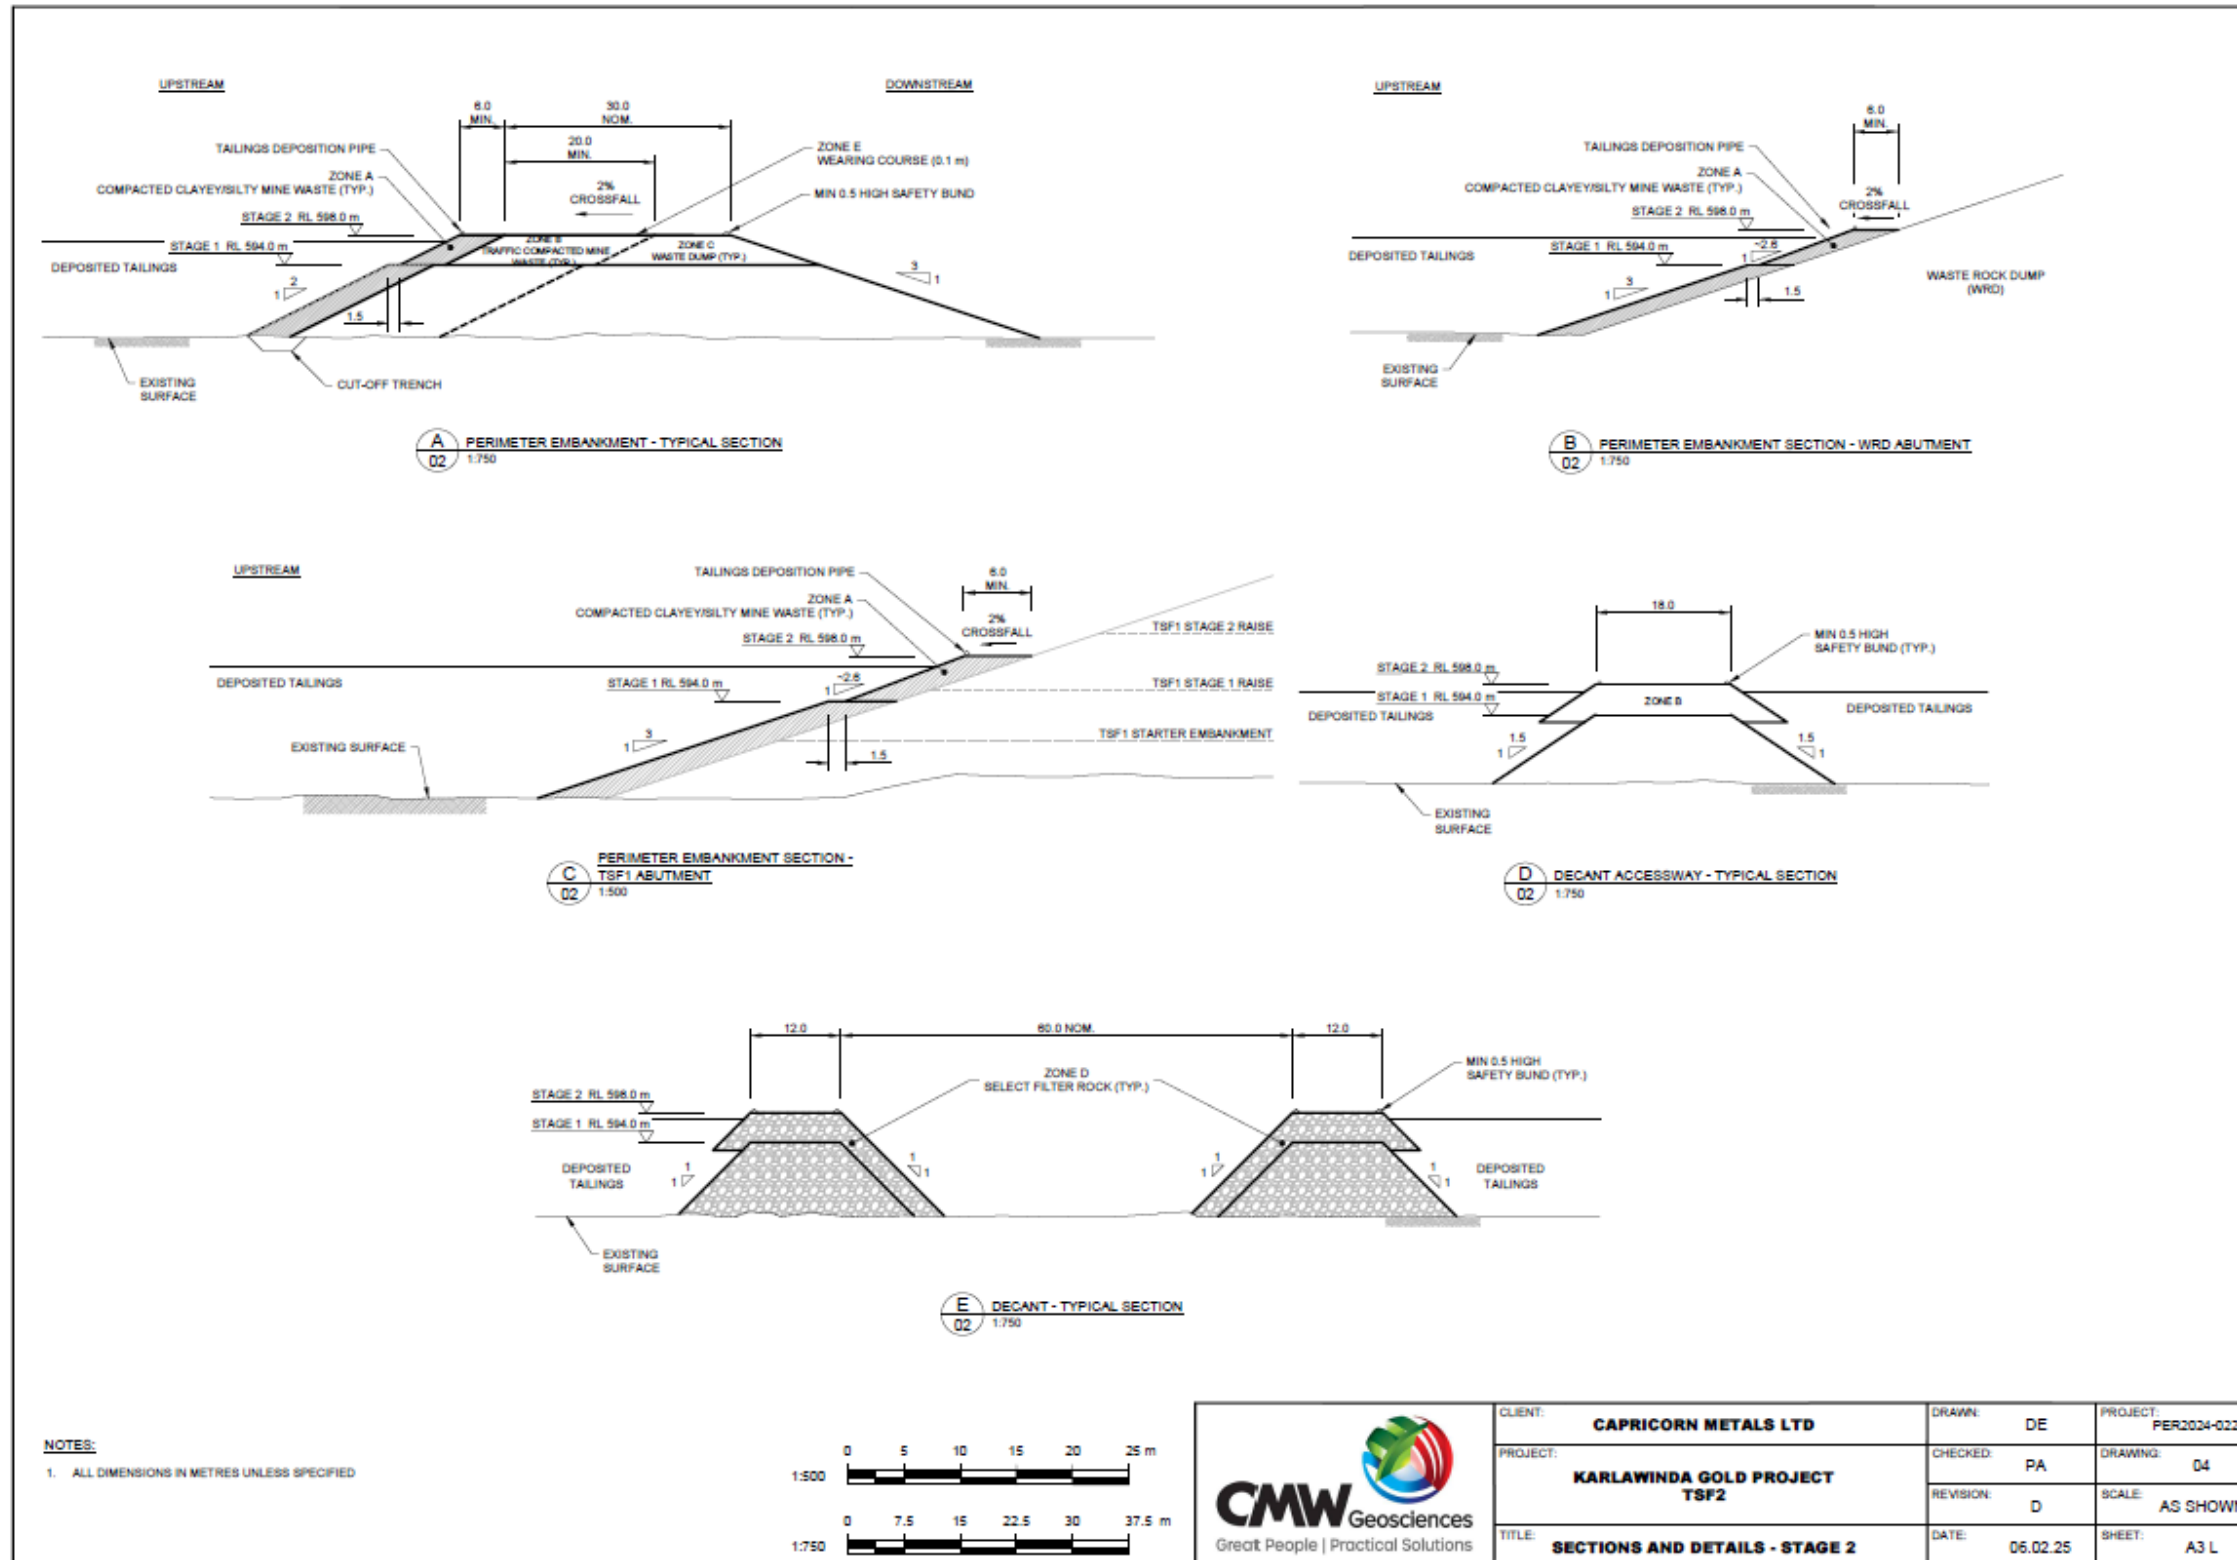 UPSTREAM
DOWNSTREAM
6.0
MIN.
30.0
NOM.
20.0
MIN.
TAILINGS DEPOSITION PIPE
ZONE A
COMPACTED CLAYEY/SILTY MINE WASTE (TYP.)
ZONE E
WEARING COURSE (0.1 m)
2%
CROSSFALL
MIN 0.5 HIGH SAFETY BUND
STAGE 2 RL 598.0 m
STAGE 1 RL 594.0 m
DEPOSITED TAILINGS
ZONE B
TRAFFIC COMPACTED MINE
WASTE (TYP.)
ZONE C
WASTE DUMP (TYP.)
2
1
3
1
1.5
EXISTING
SURFACE
CUT-OFF TRENCH
A
02
PERIMETER EMBANKMENT - TYPICAL SECTION
1:750
UPSTREAM
6.0
MIN.
TAILINGS DEPOSITION PIPE
ZONE A
COMPACTED CLAYEY/SILTY MINE WASTE (TYP.)
2%
CROSSFALL
STAGE 2 RL 598.0 m
STAGE 1 RL 594.0 m
~2.6
1
DEPOSITED TAILINGS
WASTE ROCK DUMP
(WRD)
3
1
1.5
EXISTING
SURFACE
B
02
PERIMETER EMBANKMENT SECTION - WRD ABUTMENT
1:750
UPSTREAM
TAILINGS DEPOSITION PIPE
6.0
MIN.
ZONE A
COMPACTED CLAYEY/SILTY MINE WASTE (TYP.)
2%
CROSSFALL
STAGE 2 RL 598.0 m
TSF1 STAGE 2 RAISE
DEPOSITED TAILINGS
STAGE 1 RL 594.0 m
~2.6
1
TSF1 STAGE 1 RAISE
3
1
TSF1 STARTER EMBANKMENT
EXISTING SURFACE
1.5
C
02
PERIMETER EMBANKMENT SECTION -
TSF1 ABUTMENT
1:500
18.0
MIN 0.5 HIGH
SAFETY BUND (TYP.)
STAGE 2 RL 598.0 m
STAGE 1 RL 594.0 m
ZONE B
DEPOSITED TAILINGS
DEPOSITED TAILINGS
1.5
1
1.5
1
EXISTING
SURFACE
D
02
DECANT ACCESSWAY - TYPICAL SECTION
1:750
12.0
60.0 NOM.
12.0
ZONE D
SELECT FILTER ROCK (TYP.)
MIN 0.5 HIGH
SAFETY BUND (TYP.)
STAGE 2 RL 598.0 m
STAGE 1 RL 594.0 m
DEPOSITED
TAILINGS
1
1
1
1
1
1
1
1
DEPOSITED
TAILINGS
EXISTING
SURFACE
E
02
DECANT - TYPICAL SECTION
1:750
NOTES:
1. ALL DIMENSIONS IN METRES UNLESS SPECIFIED
0 5 10 15 20 25 m
1:500
0 7.5 15 22.5 30 37.5 m
1:750
CMW Geosciences
Great People | Practical Solutions
CLIENT:
CAPRICORN METALS LTD
PROJECT:
KARLAWINDA GOLD PROJECT
TSF2
TITLE:
SECTIONS AND DETAILS - STAGE 2
DRAWN:
DE
CHECKED:
PA
REVISION:
D
DATE:
06.02.25
PROJECT:
PER2024-022
DRAWING:
04
SCALE:
AS SHOWN
SHEET:
A3 L